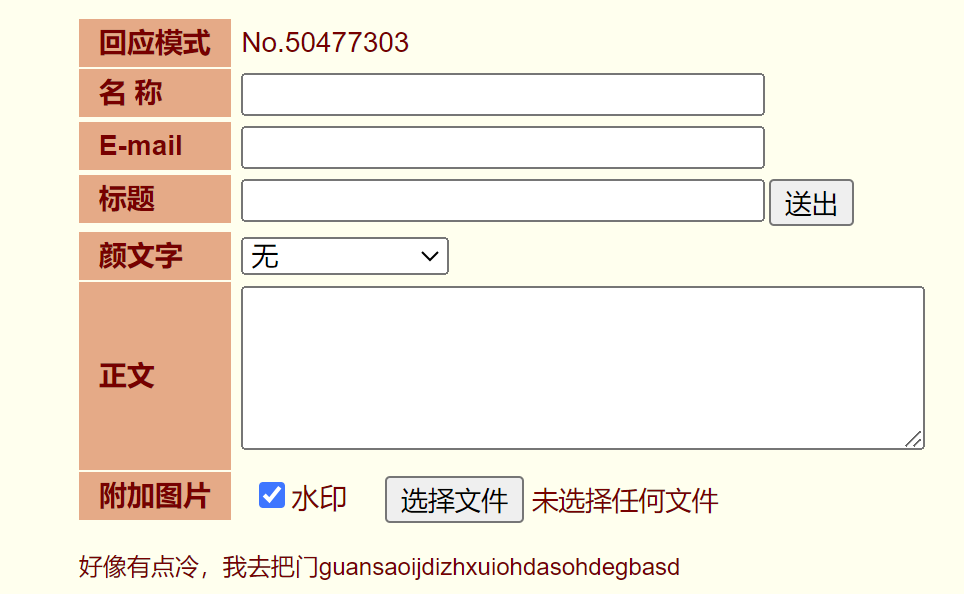 回应模式 No.50477303
名 称
E-mail
标题 送出
颜文字 无
正文
附加图片 水印 选择文件 未选择任何文件
好像有点冷，我去把门guansaoijdizhxuiohdasohdegbasd